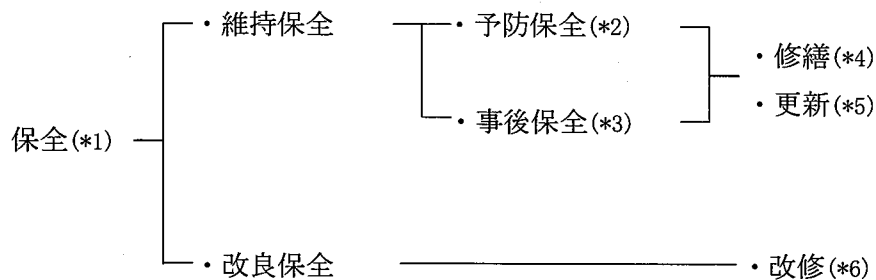 ・維持保全 ・予防保全(*2)
・修繕(*4)
・更新(*5)
・事後保全(*3)
保全(*1)
・改良保全 ・改修(*6)